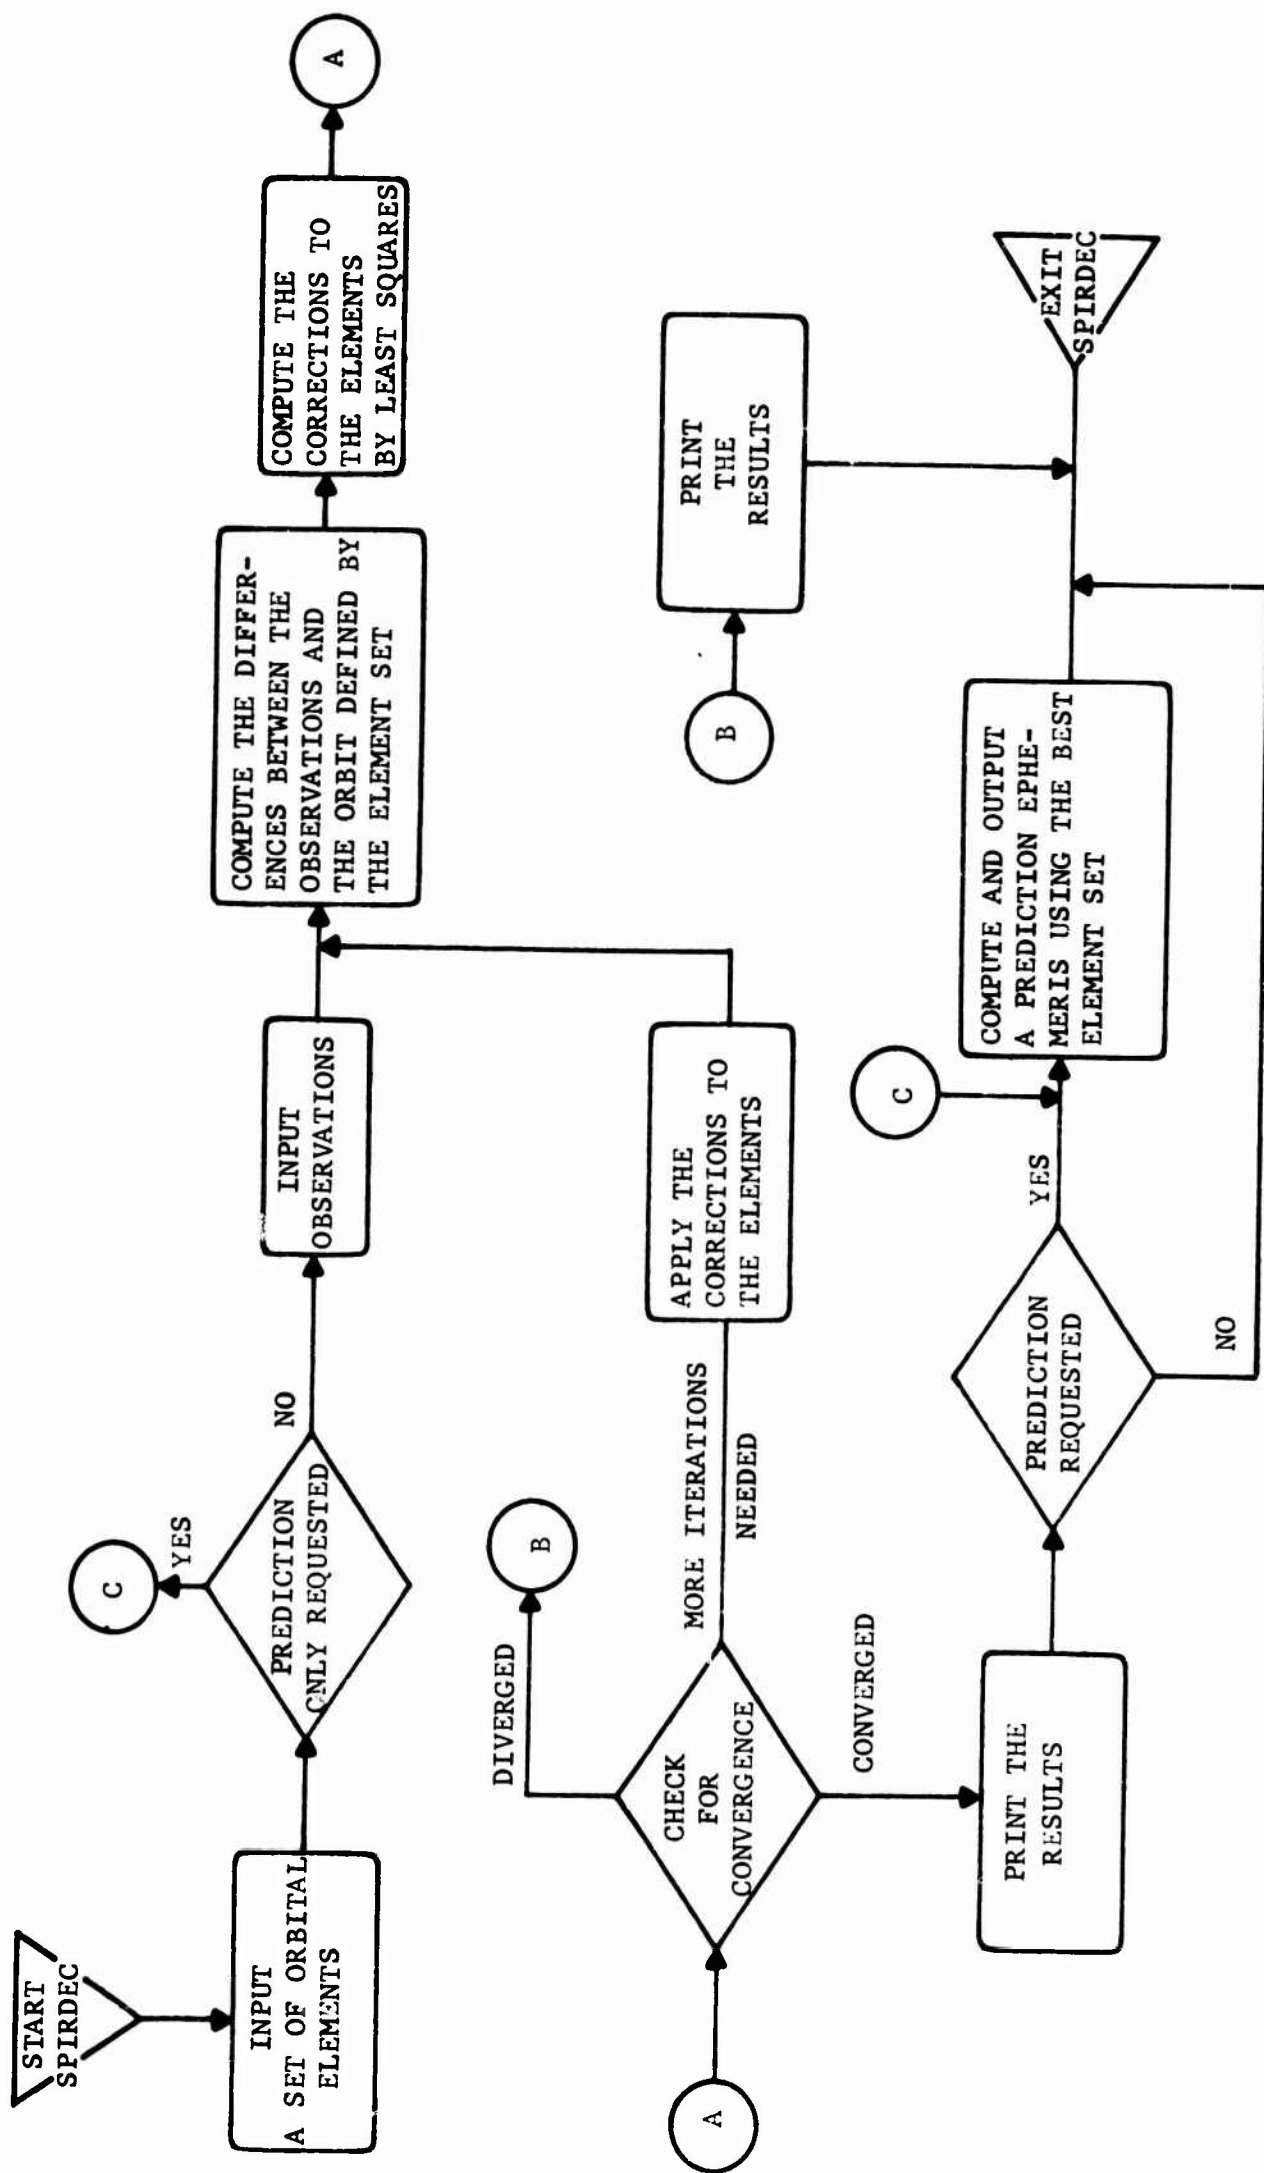 START
SPIRDEC
INPUT
A SET OF ORBITAL
ELEMENTS
PREDICTION
ONLY REQUESTED
YES
C
NO
INPUT
OBSERVATIONS
COMPUTE THE DIFFER-
ENCES BETWEEN THE
OBSERVATIONS AND
THE ORBIT DEFINED BY
THE ELEMENT SET
COMPUTE THE
CORRECTIONS TO
THE ELEMENTS
BY LEAST SQUARES
A
A
CHECK
FOR
CONVERGENCE
DIVERGED
B
MORE ITERATIONS
NEEDED
APPLY THE
CORRECTIONS TO
THE ELEMENTS
CONVERGED
B
PRINT
THE
RESULTS
PRINT THE
RESULTS
PREDICTION
REQUESTED
YES
NO
C
COMPUTE AND OUTPUT
A PREDICTION EPHE-
MERIS USING THE BEST
ELEMENT SET
EXIT
SPIRDEC